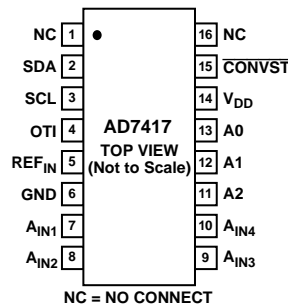 NC 1 16 NC
SDA 2 15 CONVST
SCL 3 14 VDD
OTI 4 AD7417 13 A0
REFIN 5 TOP VIEW 12 A1
(Not to Scale)
GND 6 11 A2
AIN1 7 10 AIN4
AIN2 8 9 AIN3
NC = NO CONNECT